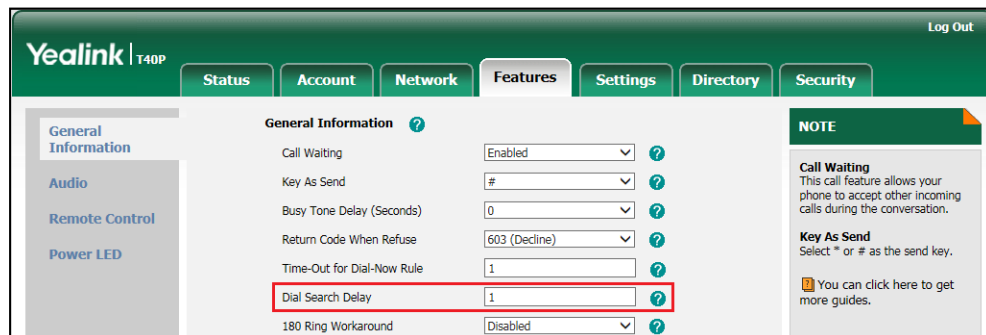 Log Out
Yealink | T40P
Status Account Network Features Settings Directory Security
General
Information
Audio
Remote Control
Power LED
General Information ?
Call Waiting Enabled ?
Key As Send # ?
Busy Tone Delay (Seconds) 0 ?
Return Code When Refuse 603 (Decline) ?
Time-Out for Dial-Now Rule 1 ?
Dial Search Delay 1 ?
180 Ring Workaround Disabled ?
NOTE
Call Waiting
This call feature allows your
phone to accept other incoming
calls during the conversation.
Key As Send
Select * or # as the send key.
? You can click here to get
more guides.